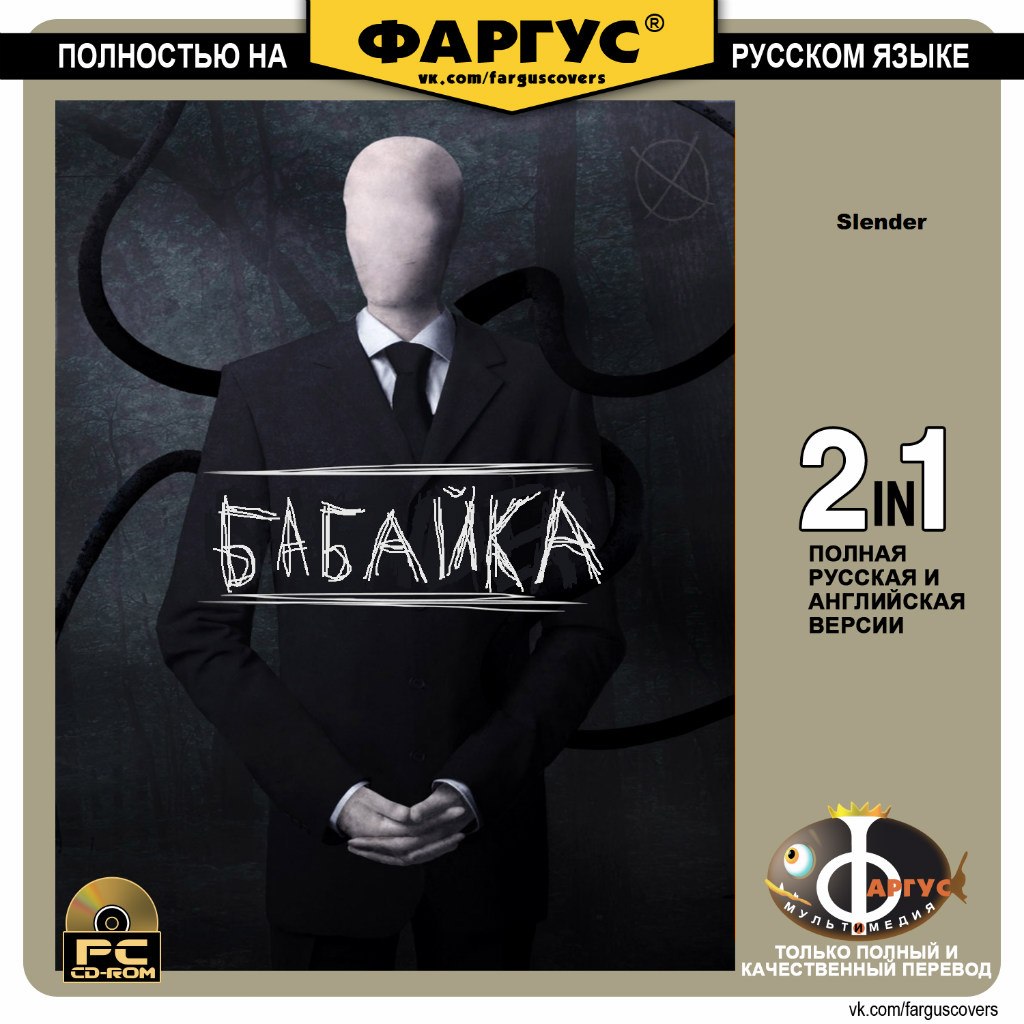 ПОЛНОСТЬЮ НА ФАРГУС® РУССКОМ ЯЗЫКЕ
vk.com/farguscovers
Slender
БАБАЙКА
2IN1
ПОЛНАЯ
РУССКАЯ И
АНГЛИЙСКАЯ
ВЕРСИИ
ФАРГУС
МУЛЬТИМЕДИЯ
ТОЛЬКО ПОЛНЫЙ И
КАЧЕСТВЕННЫЙ ПЕРЕВОД
PC
CD-ROM
vk.com/farguscovers